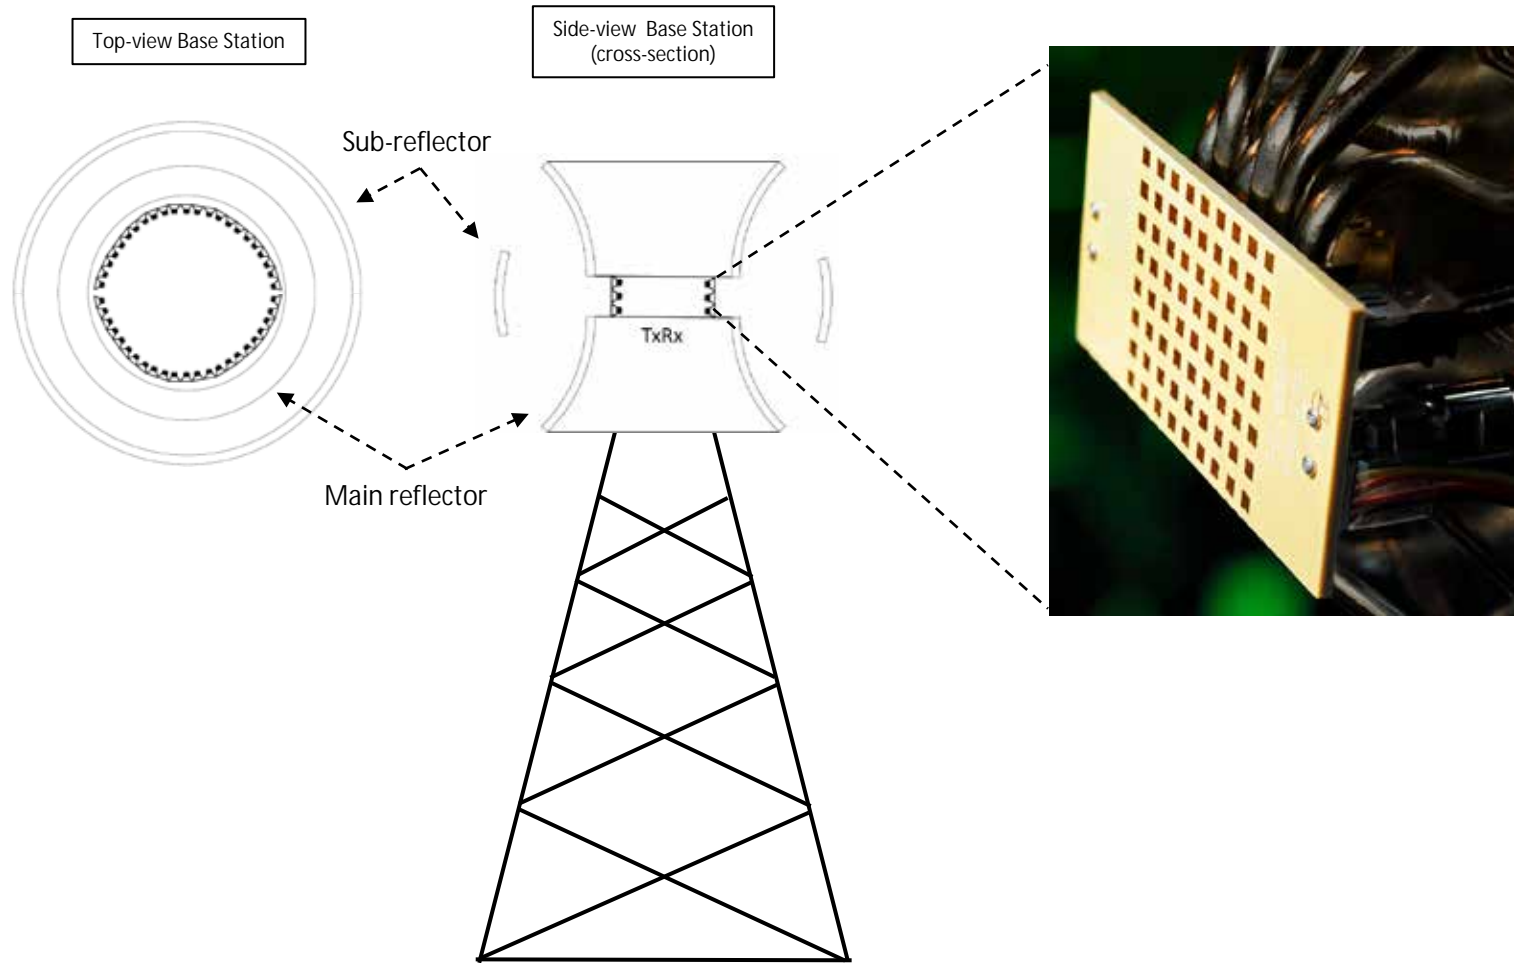 Top-view Base Station
Side-view Base Station
(cross-section)
Sub-reflector
TxRx
Main reflector